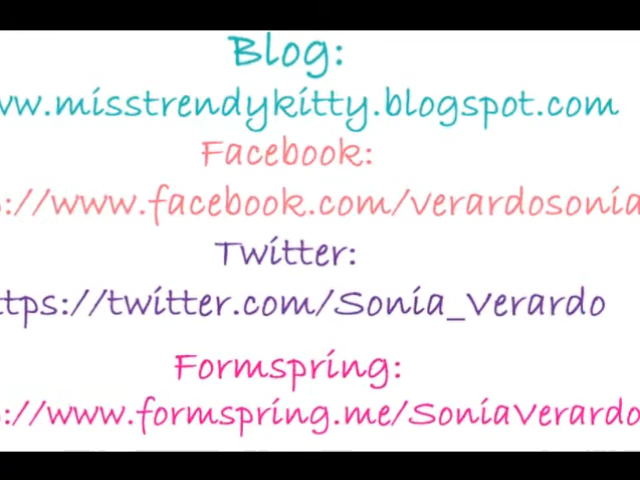 Blog:
ww.misstrendykitty.blogspot.com
Facebook:
://www.facebook.com/verardosonia
Twitter:
ttps://twitter.com/Sonia_Verardo
Formspring:
://www.formspring.me/SoniaVerardo